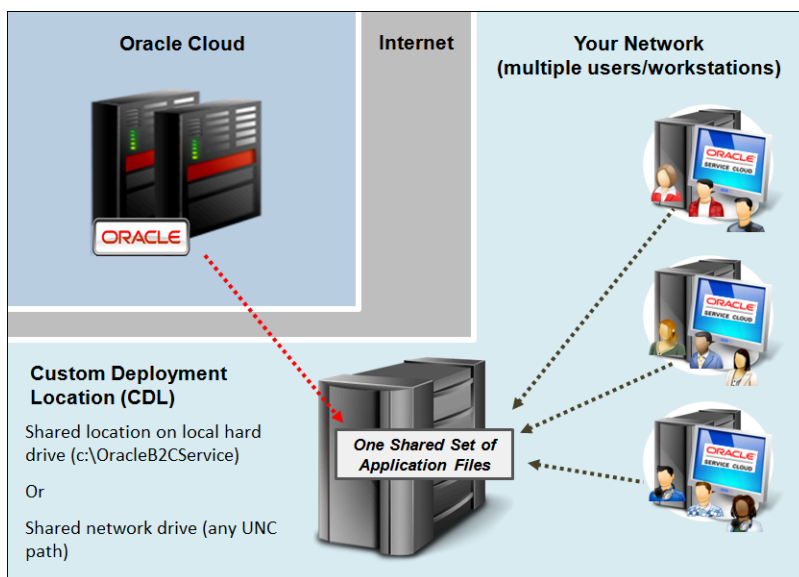 Oracle Cloud
Internet
Your Network
(multiple users/workstations)
ORACLE
ORACLE
SERVICE CLOUD
ORACLE
SERVICE CLOUD
ORACLE
SERVICE CLOUD
Custom Deployment
Location (CDL)
Shared location on local hard
drive (c:\OracleB2CService)
Or
Shared network drive (any UNC
path)
One Shared Set of
Application Files